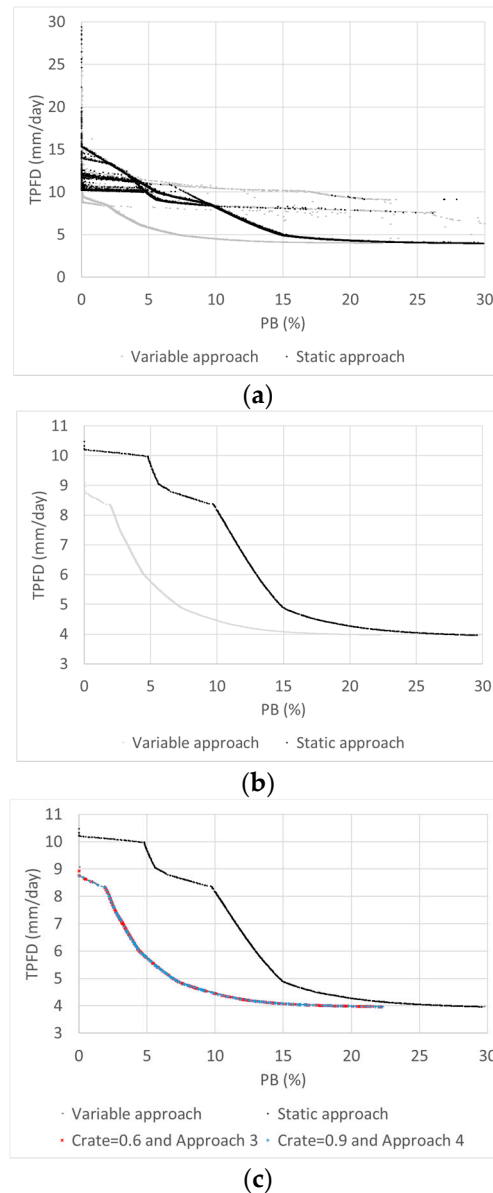 30
25
20
15
10
5
0
TPFD (mm/day)
0 5 10 15 20 25 30
PB (%)
Variable approach Static approach
(a)
11
10
9
8
7
6
5
4
3
TPFD (mm/day)
0 5 10 15 20 25 30
PB (%)
Variable approach Static approach
(b)
11
10
9
8
7
6
5
4
3
TPFD (mm/day)
0 5 10 15 20 25 30
PB (%)
Variable approach Static approach
Crate=0.6 and Approach 3 Crate=0.9 and Approach 4
(c)